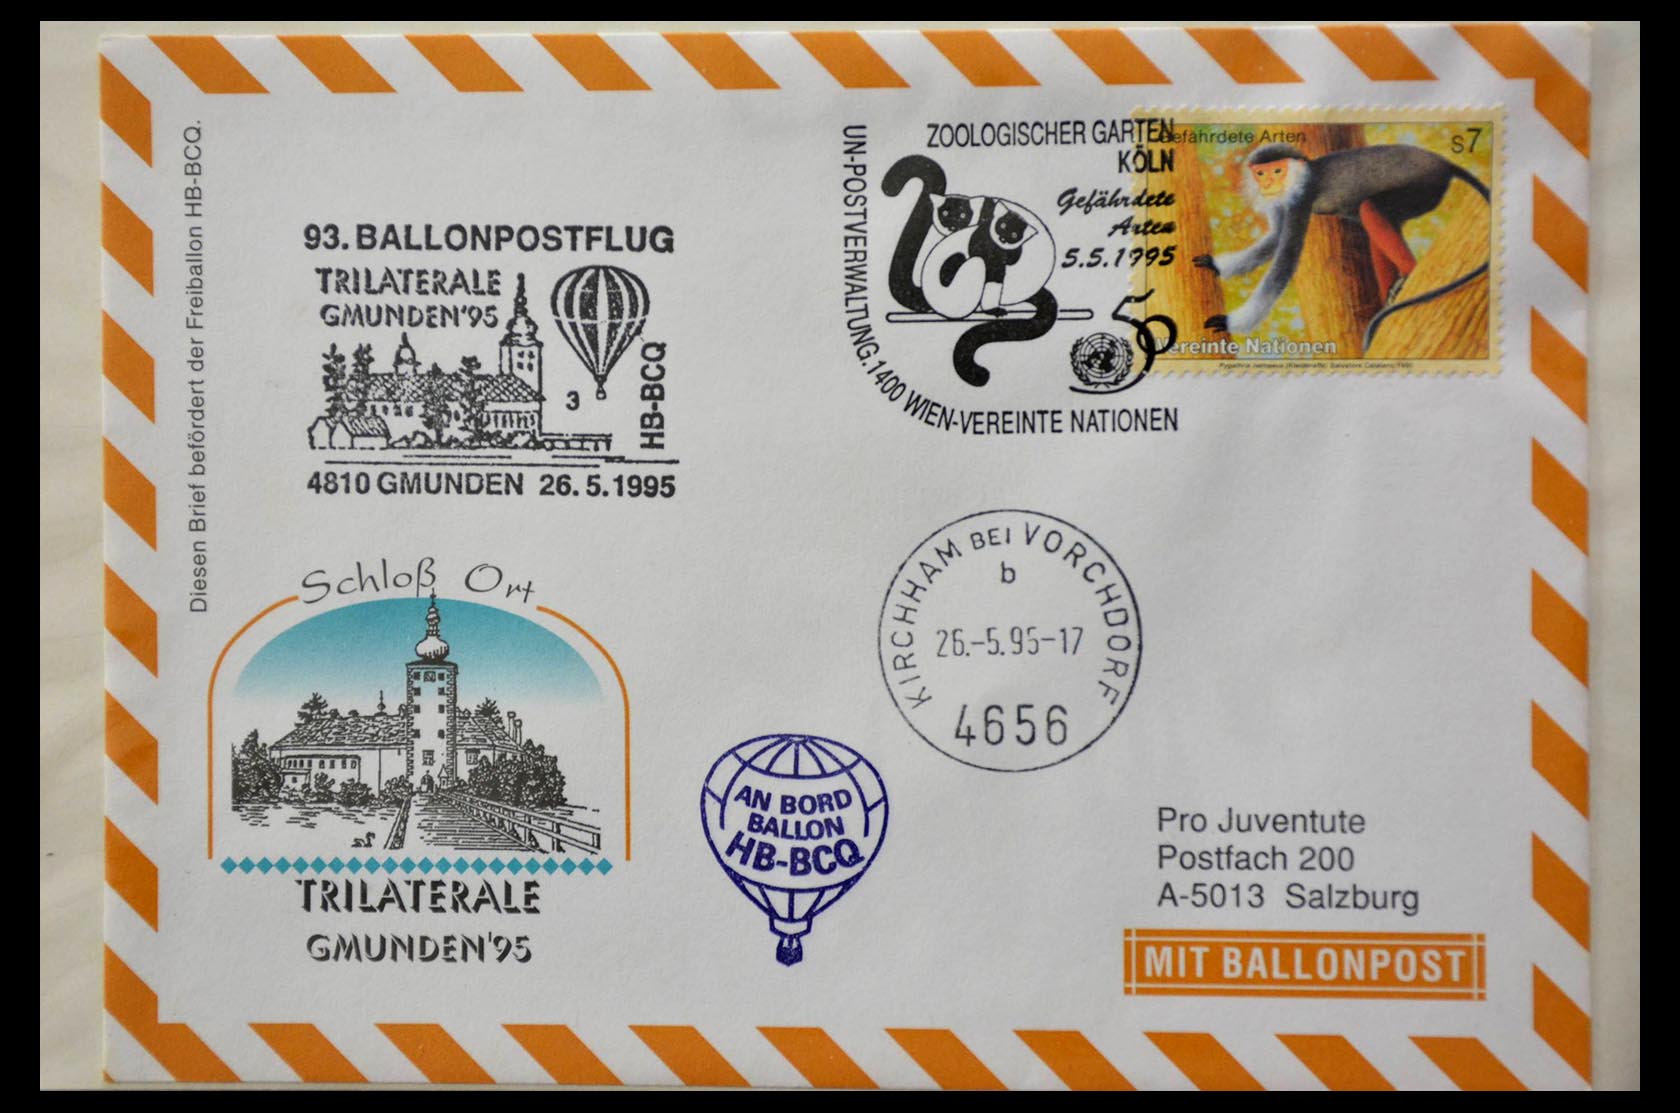 Diesen Brief befördert der Freiballon HB-BCQ.
93. BALLONPOSTFLUG
TRILATERALE
GMUNDEN'95
3
HB-BCQ
4810 GMUNDEN 26.5.1995
UN-POSTVERWALTUNG.1400 WIEN-VEREINTE NATIONEN
ZOOLOGISCHER GARTEN
KÖLN
Gefährdete
Arten
5.5.1995
50
Gefährdete Arten
S7
Vereinte Nationen
Schloß Ort
TRILATERALE
GMUNDEN'95
KIRCHHAM BEI VORCHDORF
b
26.-5.95-17
4656
AN BORD
BALLON
HB-BCQ
Pro Juventute
Postfach 200
A-5013 Salzburg
MIT BALLONPOST